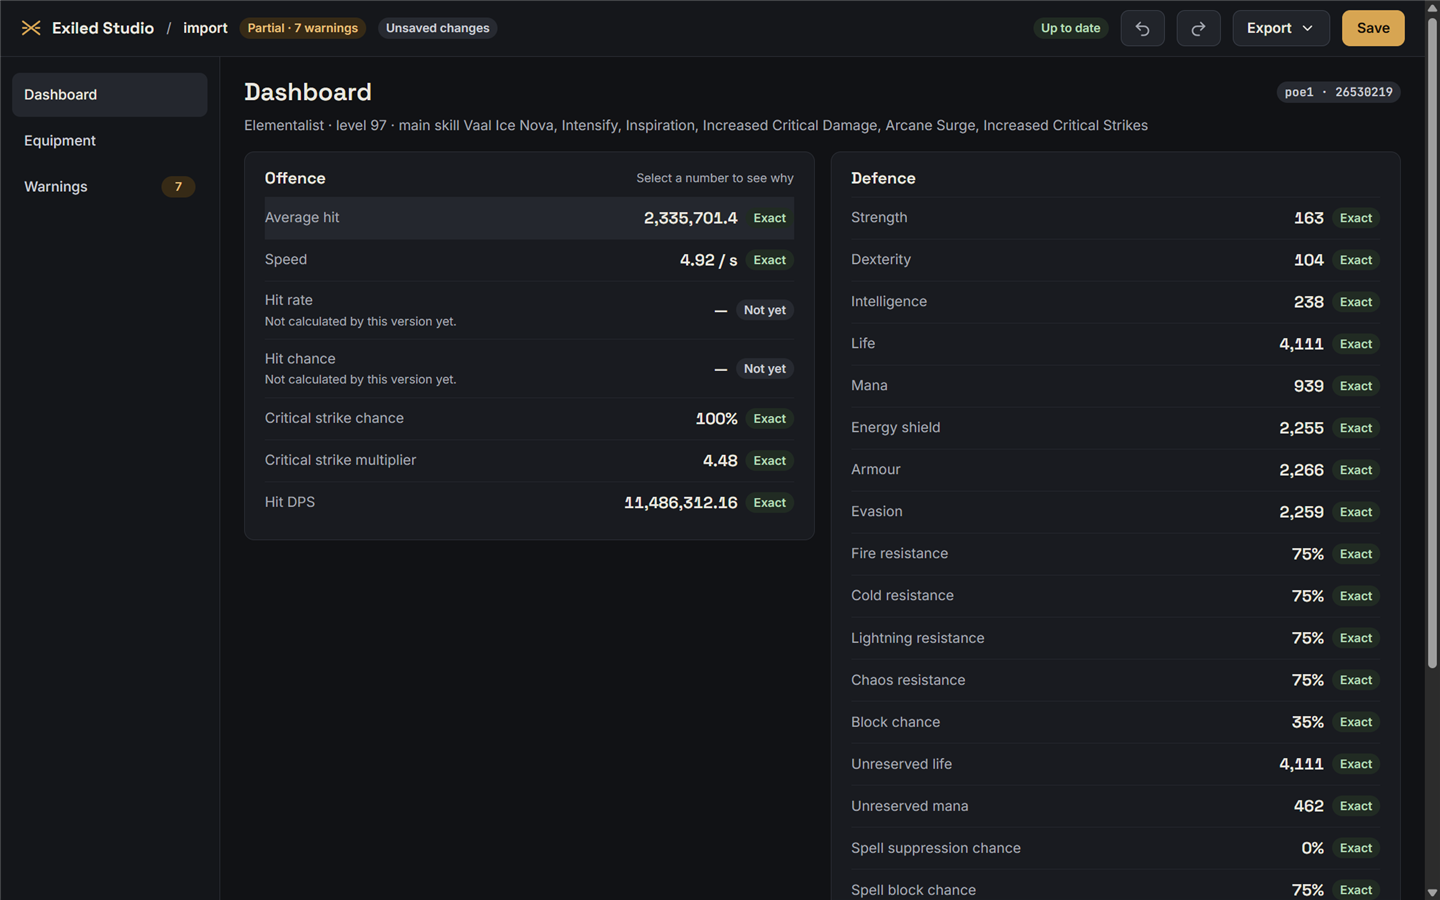 Exiled Studio / import Partial · 7 warnings Unsaved changes Up to date Export Save
Dashboard
Equipment
Warnings 7
Dashboard poe1 · 26530219
Elementalist · level 97 · main skill Vaal Ice Nova, Intensify, Inspiration, Increased Critical Damage, Arcane Surge, Increased Critical Strikes
Offence Select a number to see why
Average hit 2,335,701.4 Exact
Speed 4.92 / s Exact
Hit rate — Not yet
Not calculated by this version yet.
Hit chance — Not yet
Not calculated by this version yet.
Critical strike chance 100% Exact
Critical strike multiplier 4.48 Exact
Hit DPS 11,486,312.16 Exact
Defence
Strength 163 Exact
Dexterity 104 Exact
Intelligence 238 Exact
Life 4,111 Exact
Mana 939 Exact
Energy shield 2,255 Exact
Armour 2,266 Exact
Evasion 2,259 Exact
Fire resistance 75% Exact
Cold resistance 75% Exact
Lightning resistance 75% Exact
Chaos resistance 75% Exact
Block chance 35% Exact
Unreserved life 4,111 Exact
Unreserved mana 462 Exact
Spell suppression chance 0% Exact
Spell block chance 75% Exact